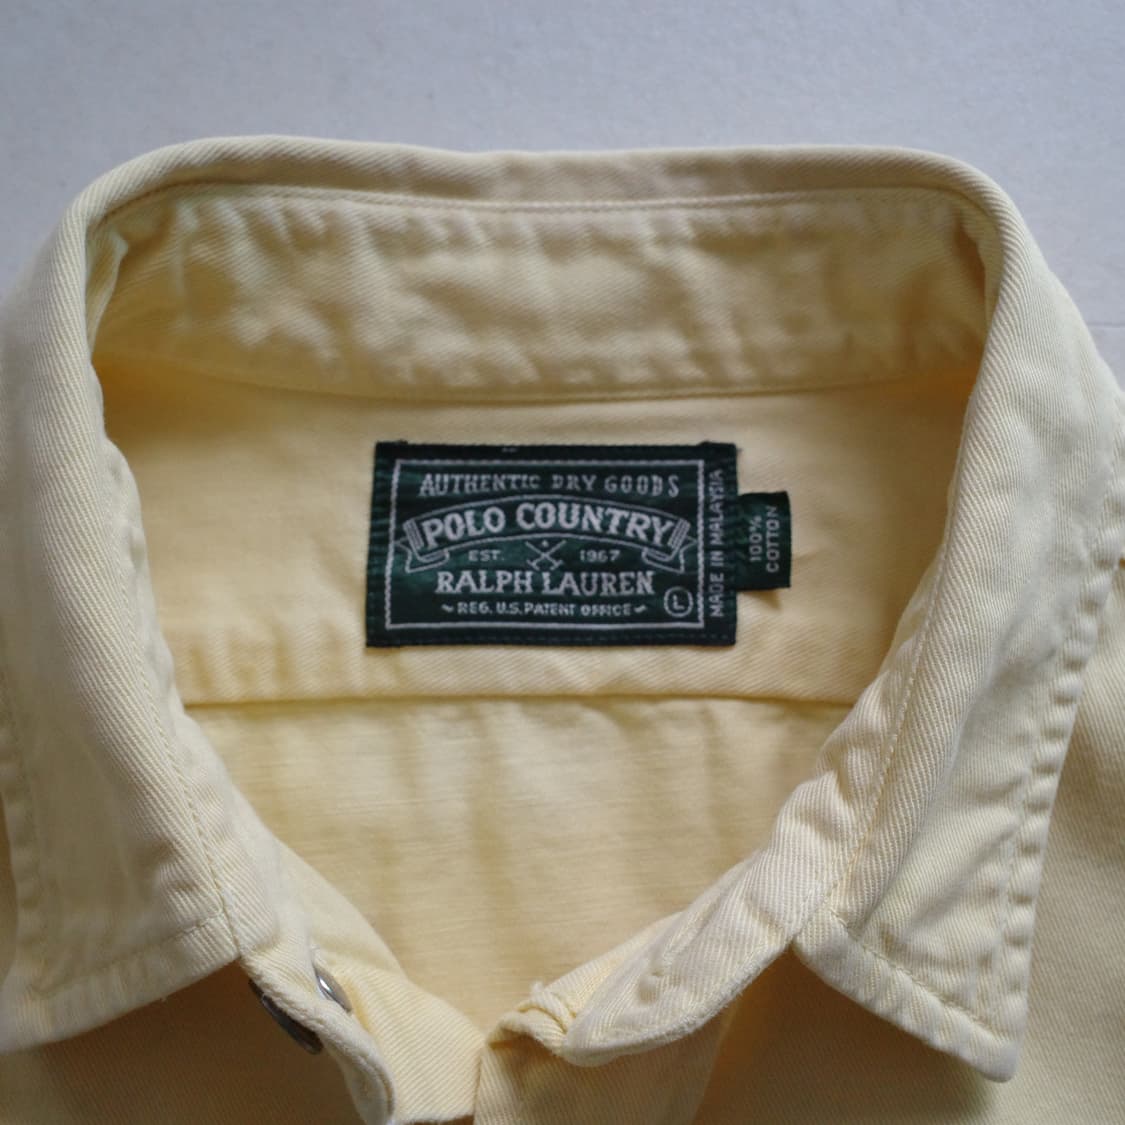 AUTHENTIC DRY GOODS
POLO COUNTRY
EST. 1967
RALPH LAUREN
~REG. U.S. PATENT OFFICE~
L
MADE IN MALAYSIA
100%
COTTON